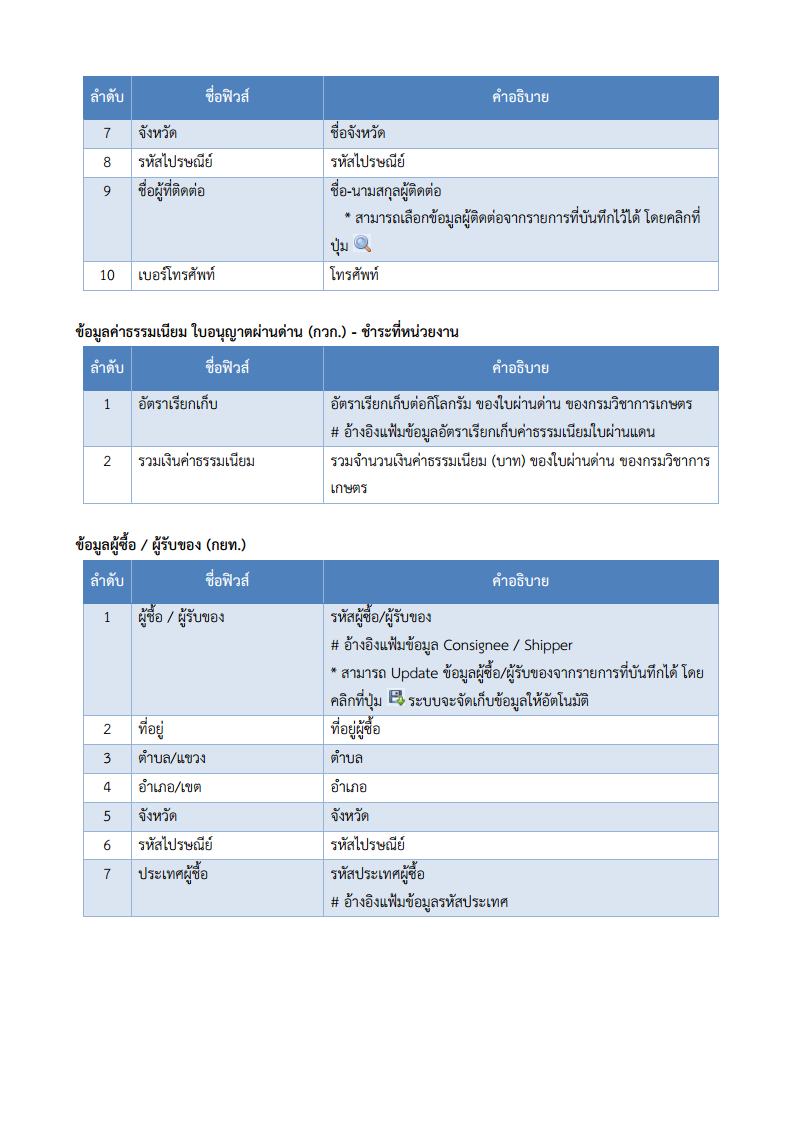 ลำดับ ชื่อฟิวส์ คำอธิบาย
7 จังหวัด ชื่อจังหวัด
8 รหัสไปรษณีย์ รหัสไปรษณีย์
9 ชื่อผู้ที่ติดต่อ ชื่อ-นามสกุลผู้ติดต่อ
* สามารถเลือกข้อมูลผู้ติดต่อจากรายการที่บันทึกไว้ได้ โดยคลิกที่
ปุ่ม
10 เบอร์โทรศัพท์ โทรศัพท์
ข้อมูลค่าธรรมเนียม ใบอนุญาตผ่านด่าน (กวก.) - ชำระที่หน่วยงาน
ลำดับ ชื่อฟิวส์ คำอธิบาย
1 อัตราเรียกเก็บ อัตราเรียกเก็บต่อกิโลกรัม ของใบผ่านด่าน ของกรมวิชาการเกษตร
# อ้างอิงแฟ้มข้อมูลอัตราเรียกเก็บค่าธรรมเนียมใบผ่านแดน
2 รวมเงินค่าธรรมเนียม รวมจำนวนเงินค่าธรรมเนียม (บาท) ของใบผ่านด่าน ของกรมวิชาการ
เกษตร
ข้อมูลผู้ซื้อ / ผู้รับของ (กยท.)
ลำดับ ชื่อฟิวส์ คำอธิบาย
1 ผู้ซื้อ / ผู้รับของ รหัสผู้ซื้อ/ผู้รับของ
# อ้างอิงแฟ้มข้อมูล Consignee / Shipper
* สามารถ Update ข้อมูลผู้ซื้อ/ผู้รับของจากรายการที่บันทึกได้ โดย
คลิกที่ปุ่ม ระบบจะจัดเก็บข้อมูลให้อัตโนมัติ
2 ที่อยู่ ที่อยู่ผู้ซื้อ
3 ตำบล/แขวง ตำบล
4 อำเภอ/เขต อำเภอ
5 จังหวัด จังหวัด
6 รหัสไปรษณีย์ รหัสไปรษณีย์
7 ประเทศผู้ซื้อ รหัสประเทศผู้ซื้อ
# อ้างอิงแฟ้มข้อมูลรหัสประเทศ